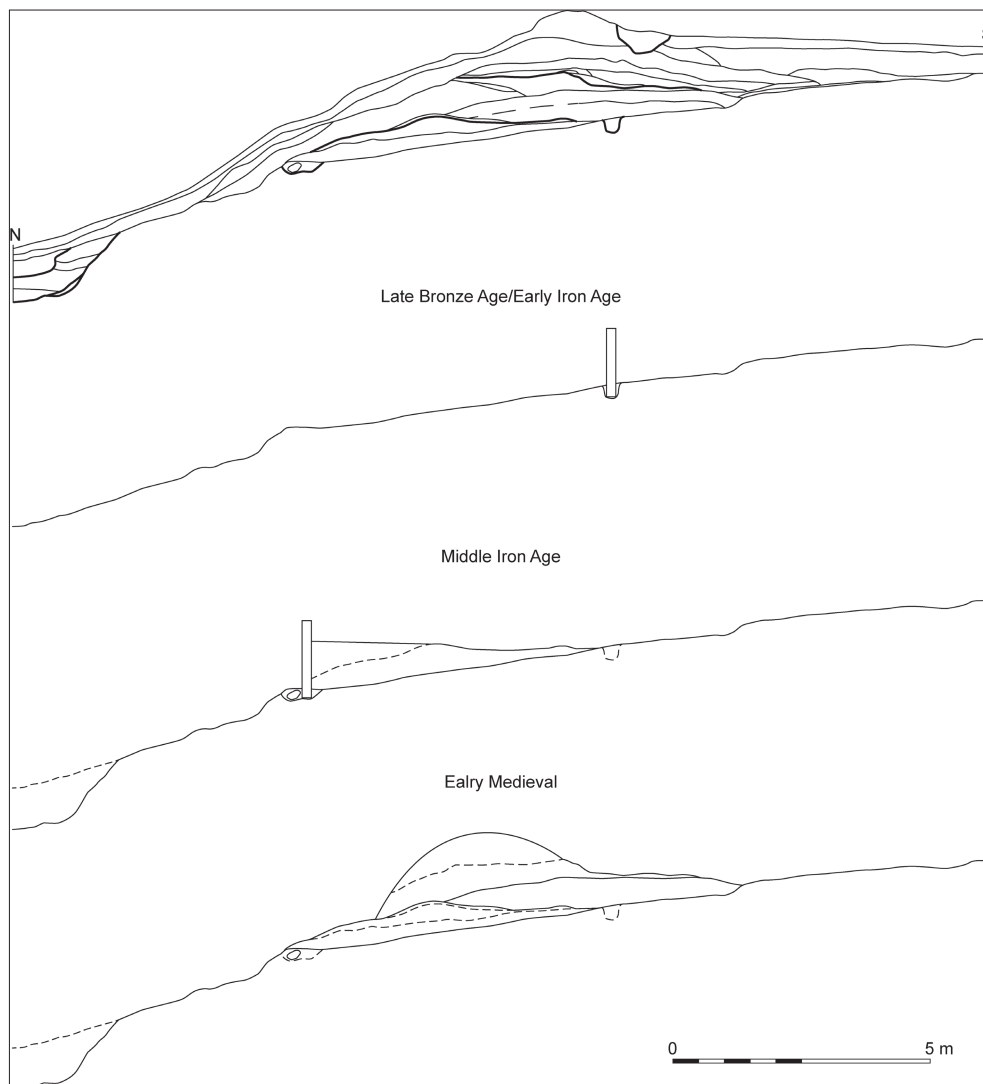 N
Late Bronze Age/Early Iron Age
Middle Iron Age
Ealry Medieval
0 5 m